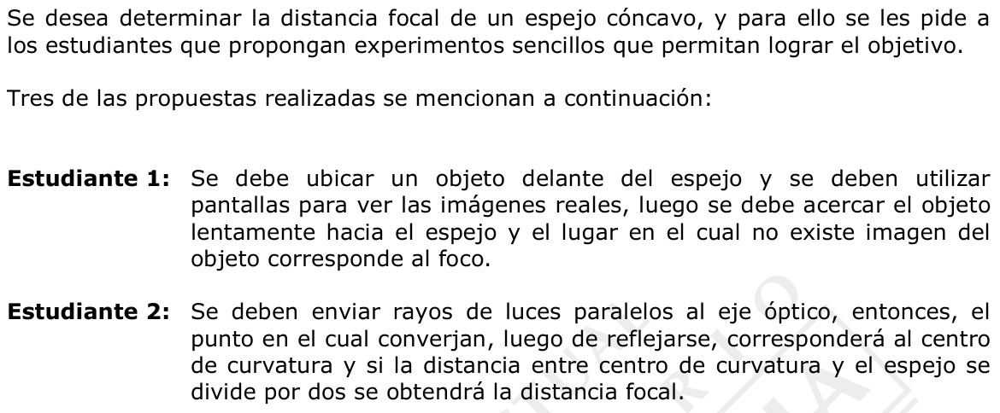 Se desea determinar la distancia focal de un espejo cóncavo, y para ello se les pide a
los estudiantes que propongan experimentos sencillos que permitan lograr el objetivo.
Tres de las propuestas realizadas se mencionan a continuación:
Estudiante 1: Se debe ubicar un objeto delante del espejo y se deben utilizar
pantallas para ver las imágenes reales, luego se debe acercar el objeto
lentamente hacia el espejo y el lugar en el cual no existe imagen del
objeto corresponde al foco.
Estudiante 2: Se deben enviar rayos de luces paralelos al eje óptico, entonces, el
punto en el cual converjan, luego de reflejarse, corresponderá al centro
de curvatura y si la distancia entre centro de curvatura y el espejo se
divide por dos se obtendrá la distancia focal.